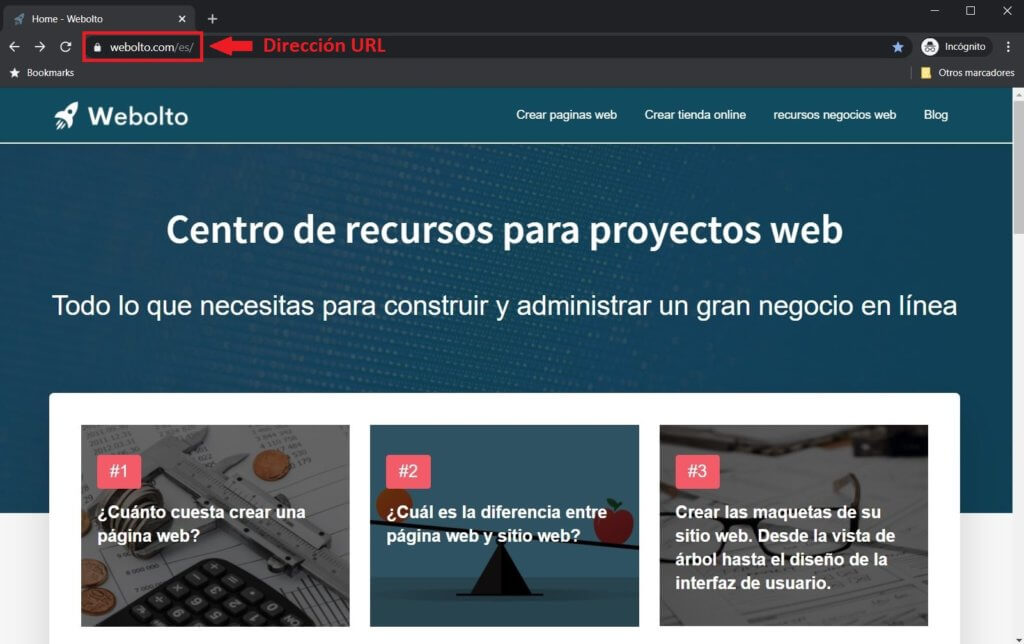 Home - Webolto
webolto.com/es/
Dirección URL
Incógnito
Bookmarks
Otros marcadores
Webolto
Crear paginas web
Crear tienda online
recursos negocios web
Blog
Centro de recursos para proyectos web
Todo lo que necesitas para construir y administrar un gran negocio en línea
#1
¿Cuánto cuesta crear una
página web?
#2
¿Cuál es la diferencia entre
página web y sitio web?
#3
Crear las maquetas de su
sitio web. Desde la vista de
árbol hasta el diseño de la
interfaz de usuario.